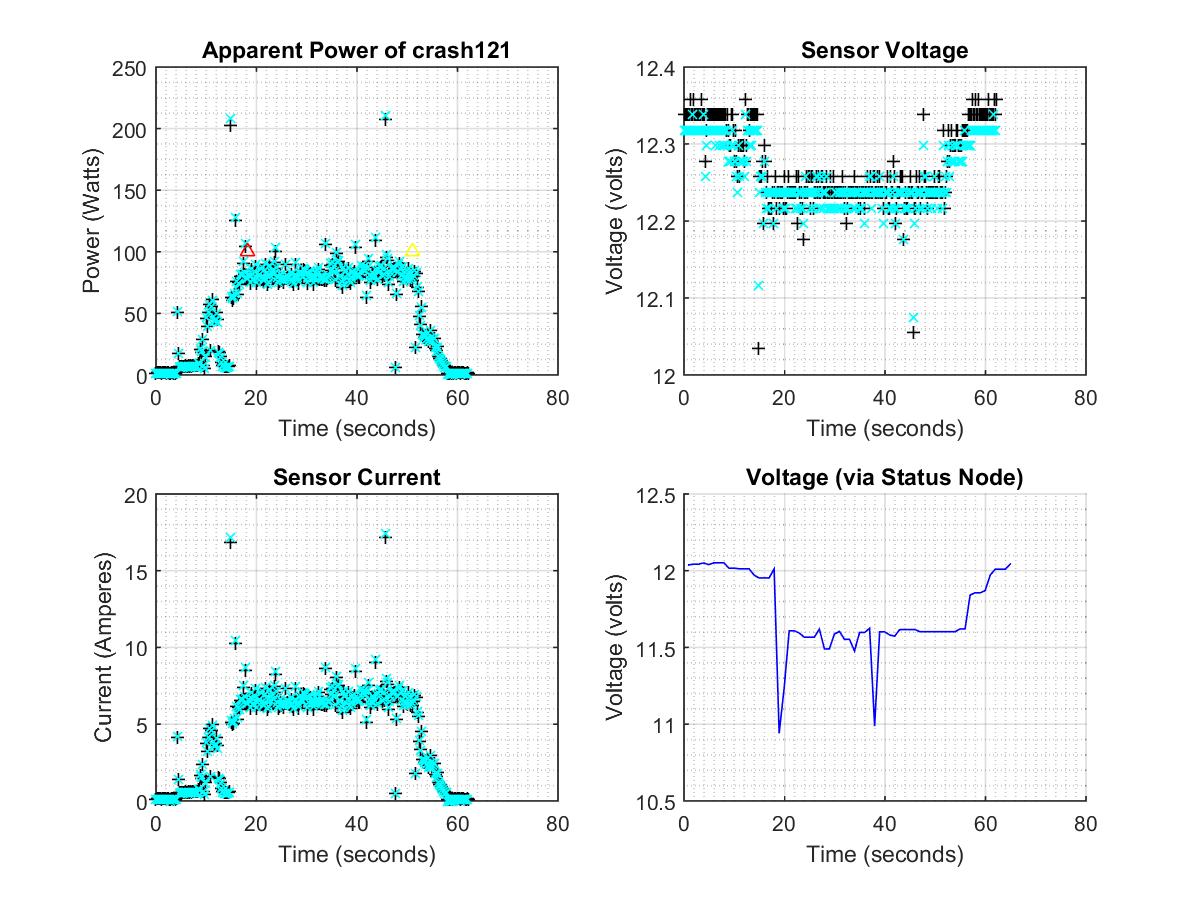 Apparent Power of crash121
250
200
150
100
50
0
Power (Watts)
0 20 40 60 80
Time (seconds)
Sensor Voltage
12.4
12.3
12.2
12.1
12
Voltage (volts)
0 20 40 60 80
Time (seconds)
Sensor Current
20
15
10
5
0
Current (Amperes)
0 20 40 60 80
Time (seconds)
Voltage (via Status Node)
12.5
12
11.5
11
10.5
Voltage (volts)
0 20 40 60 80
Time (seconds)